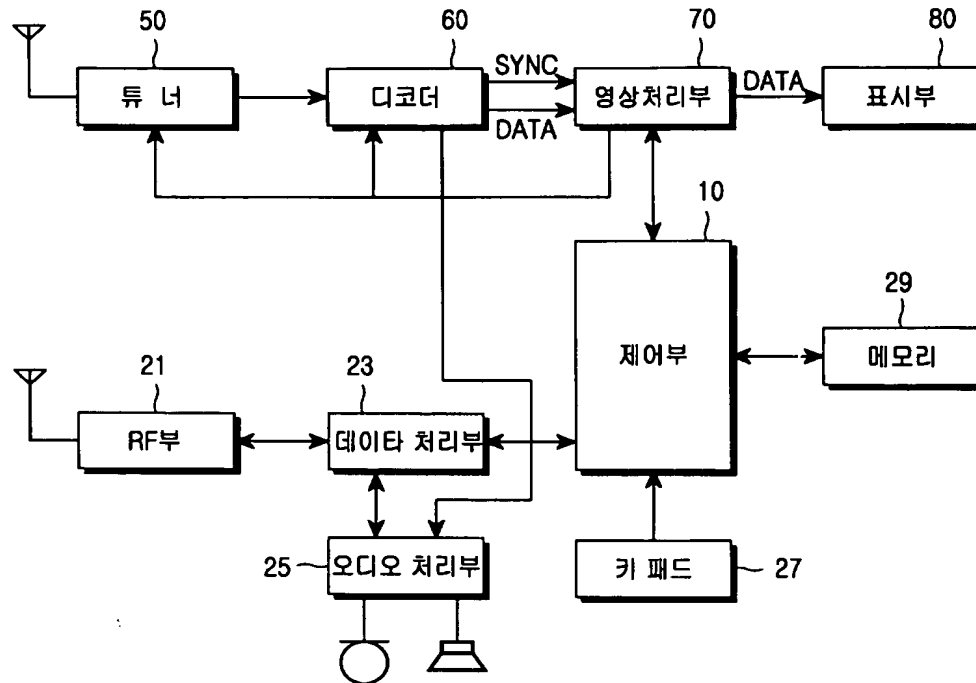 50
60
70
80
튜 너
디코더
SYNC
DATA
영상처리부
DATA
표시부
10
제어부
29
메모리
21
RF부
23
데이타 처리부
25
오디오 처리부
키 패드
27